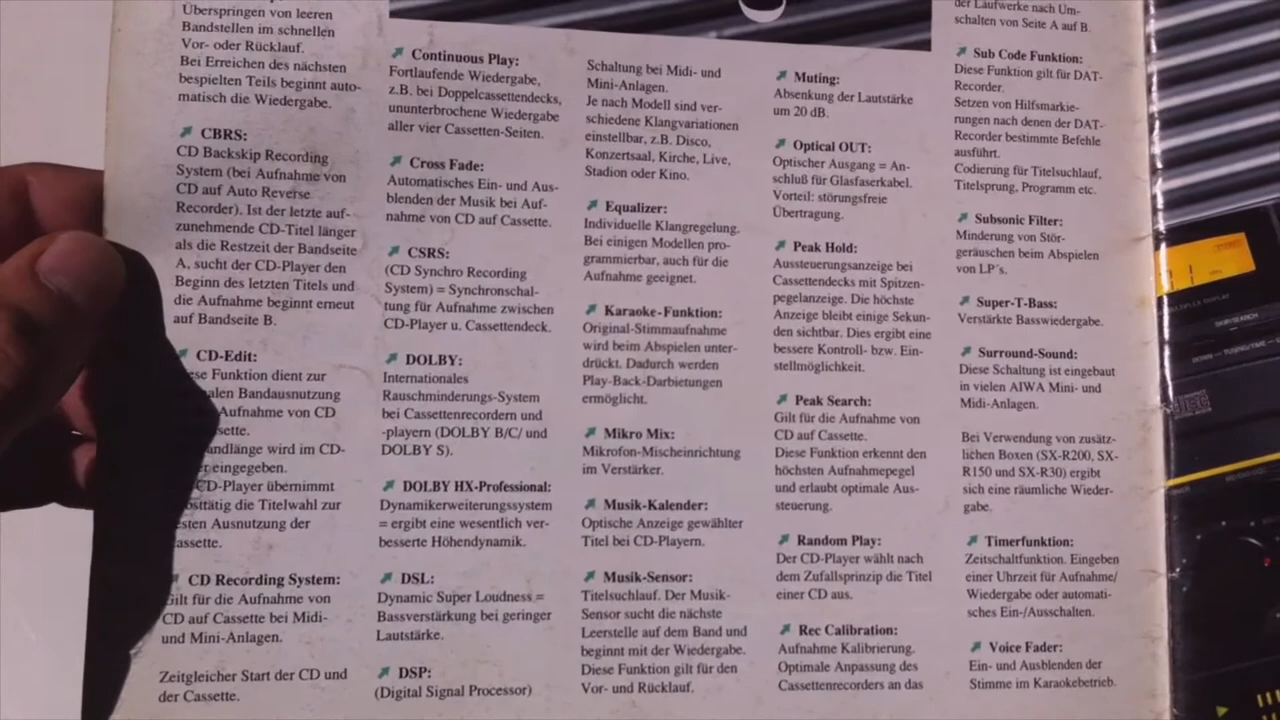 Überspringen von leeren
Bandstellen im schnellen
Vor- oder Rücklauf.
Bei Erreichen des nächsten
bespielten Teils beginnt auto-
matisch die Wiedergabe.
CBRS:
CD Backskip Recording
System (bei Aufnahme von
CD auf Auto Reverse
Recorder). Ist der letzte auf-
zunehmende CD-Titel länger
als die Restzeit der Bandseite
A, sucht der CD-Player den
Beginn des letzten Titels und
die Aufnahme beginnt erneut
auf Bandseite B.
CD-Edit:
Funktion dient zur
Bandausnutzung
Aufnahme von CD
wird im CD-
eingegeben.
CD-Player übernimmt
die Titelwahl zur
Ausnutzung der
CD Recording System:
Gilt für die Aufnahme von
CD auf Cassette bei Midi-
und Mini-Anlagen.
Zeitgleicher Start der CD und
der Cassette.
Continuous Play:
Fortlaufende Wiedergabe,
z.B. bei Doppelcassettendecks,
ununterbrochene Wiedergabe
aller vier Cassetten-Seiten.
Cross Fade:
Automatisches Ein- und Aus-
blenden der Musik bei Auf-
nahme von CD auf Cassette.
CSRS:
(CD Synchro Recording
System) = Synchronschal-
tung für Aufnahme zwischen
CD-Player u. Cassettendeck.
DOLBY:
Internationales
Rauschminderungs-System
bei Cassettenrecordern und
-playern (DOLBY B/C/ und
DOLBY S).
DOLBY HX-Professional:
Dynamikerweiterungssystem
= ergibt eine wesentlich ver-
besserte Höhendynamik.
DSL:
Dynamic Super Loudness =
Bassverstärkung bei geringer
Lautstärke.
DSP:
(Digital Signal Processor)
Schaltung bei Midi- und
Mini-Anlagen.
Je nach Modell sind ver-
schiedene Klangvariationen
einstellbar, z.B. Disco,
Konzertsaal, Kirche, Live,
Stadion oder Kino.
Equalizer:
Individuelle Klangregelung.
Bei einigen Modellen pro-
grammierbar, auch für die
Aufnahme geeignet.
Karaoke-Funktion:
Original-Stimmaufnahme
wird beim Abspielen unter-
drückt. Dadurch werden
Play-Back-Darbietungen
ermöglicht.
Mikro Mix:
Mikrofon-Mischeinrichtung
im Verstärker.
Musik-Kalender:
Optische Anzeige gewählter
Titel bei CD-Playern.
Musik-Sensor:
Titelsuchlauf. Der Musik-
Sensor sucht die nächste
Leerstelle auf dem Band und
beginnt mit der Wiedergabe.
Diese Funktion gilt für den
Vor- und Rücklauf.
Muting:
Absenkung der Lautstärke
um 20 dB.
Optical OUT:
Optischer Ausgang = An-
schluß für Glasfaserkabel.
Vorteil: störungsfreie
Übertragung.
Peak Hold:
Aussteuerungsanzeige bei
Cassettendecks mit Spitzen-
pegelanzeige. Die höchste
Anzeige bleibt einige Sekun-
den sichtbar. Dies ergibt eine
bessere Kontroll- bzw. Ein-
stellmöglichkeit.
Peak Search:
Gilt für die Aufnahme von
CD auf Cassette.
Diese Funktion erkennt den
höchsten Aufnahmepegel
und erlaubt optimale Aus-
steuerung.
Random Play:
Der CD-Player wählt nach
dem Zufallsprinzip die Titel
einer CD aus.
Rec Calibration:
Aufnahme Kalibrierung.
Optimale Anpassung des
Cassettenrecorders an das
der Laufwerke nach Um-
schalten von Seite A auf B.
Sub Code Funktion:
Diese Funktion gilt für DAT-
Recorder.
Setzen von Hilfsmarkie-
rungen nach denen der DAT-
Recorder bestimmte Befehle
ausführt.
Codierung für Titelsuchlauf,
Titelsprung, Programm etc.
Subsonic Filter:
Minderung von Stör-
geräuschen beim Abspielen
von LP's.
Super-T-Bass:
Verstärkte Basswiedergabe.
Surround-Sound:
Diese Schaltung ist eingebaut
in vielen AIWA Mini- und
Midi-Anlagen.
Bei Verwendung von zusätz-
lichen Boxen (SX-R200, SX-
R150 und SX-R30) ergibt
sich eine räumliche Wieder-
gabe.
Timerfunktion:
Zeitschaltfunktion. Eingeben
einer Uhrzeit für Aufnahme/
Wiedergabe oder automati-
sches Ein-/Ausschalten.
Voice Fader:
Ein- und Ausblenden der
Stimme im Karaokebetrieb.